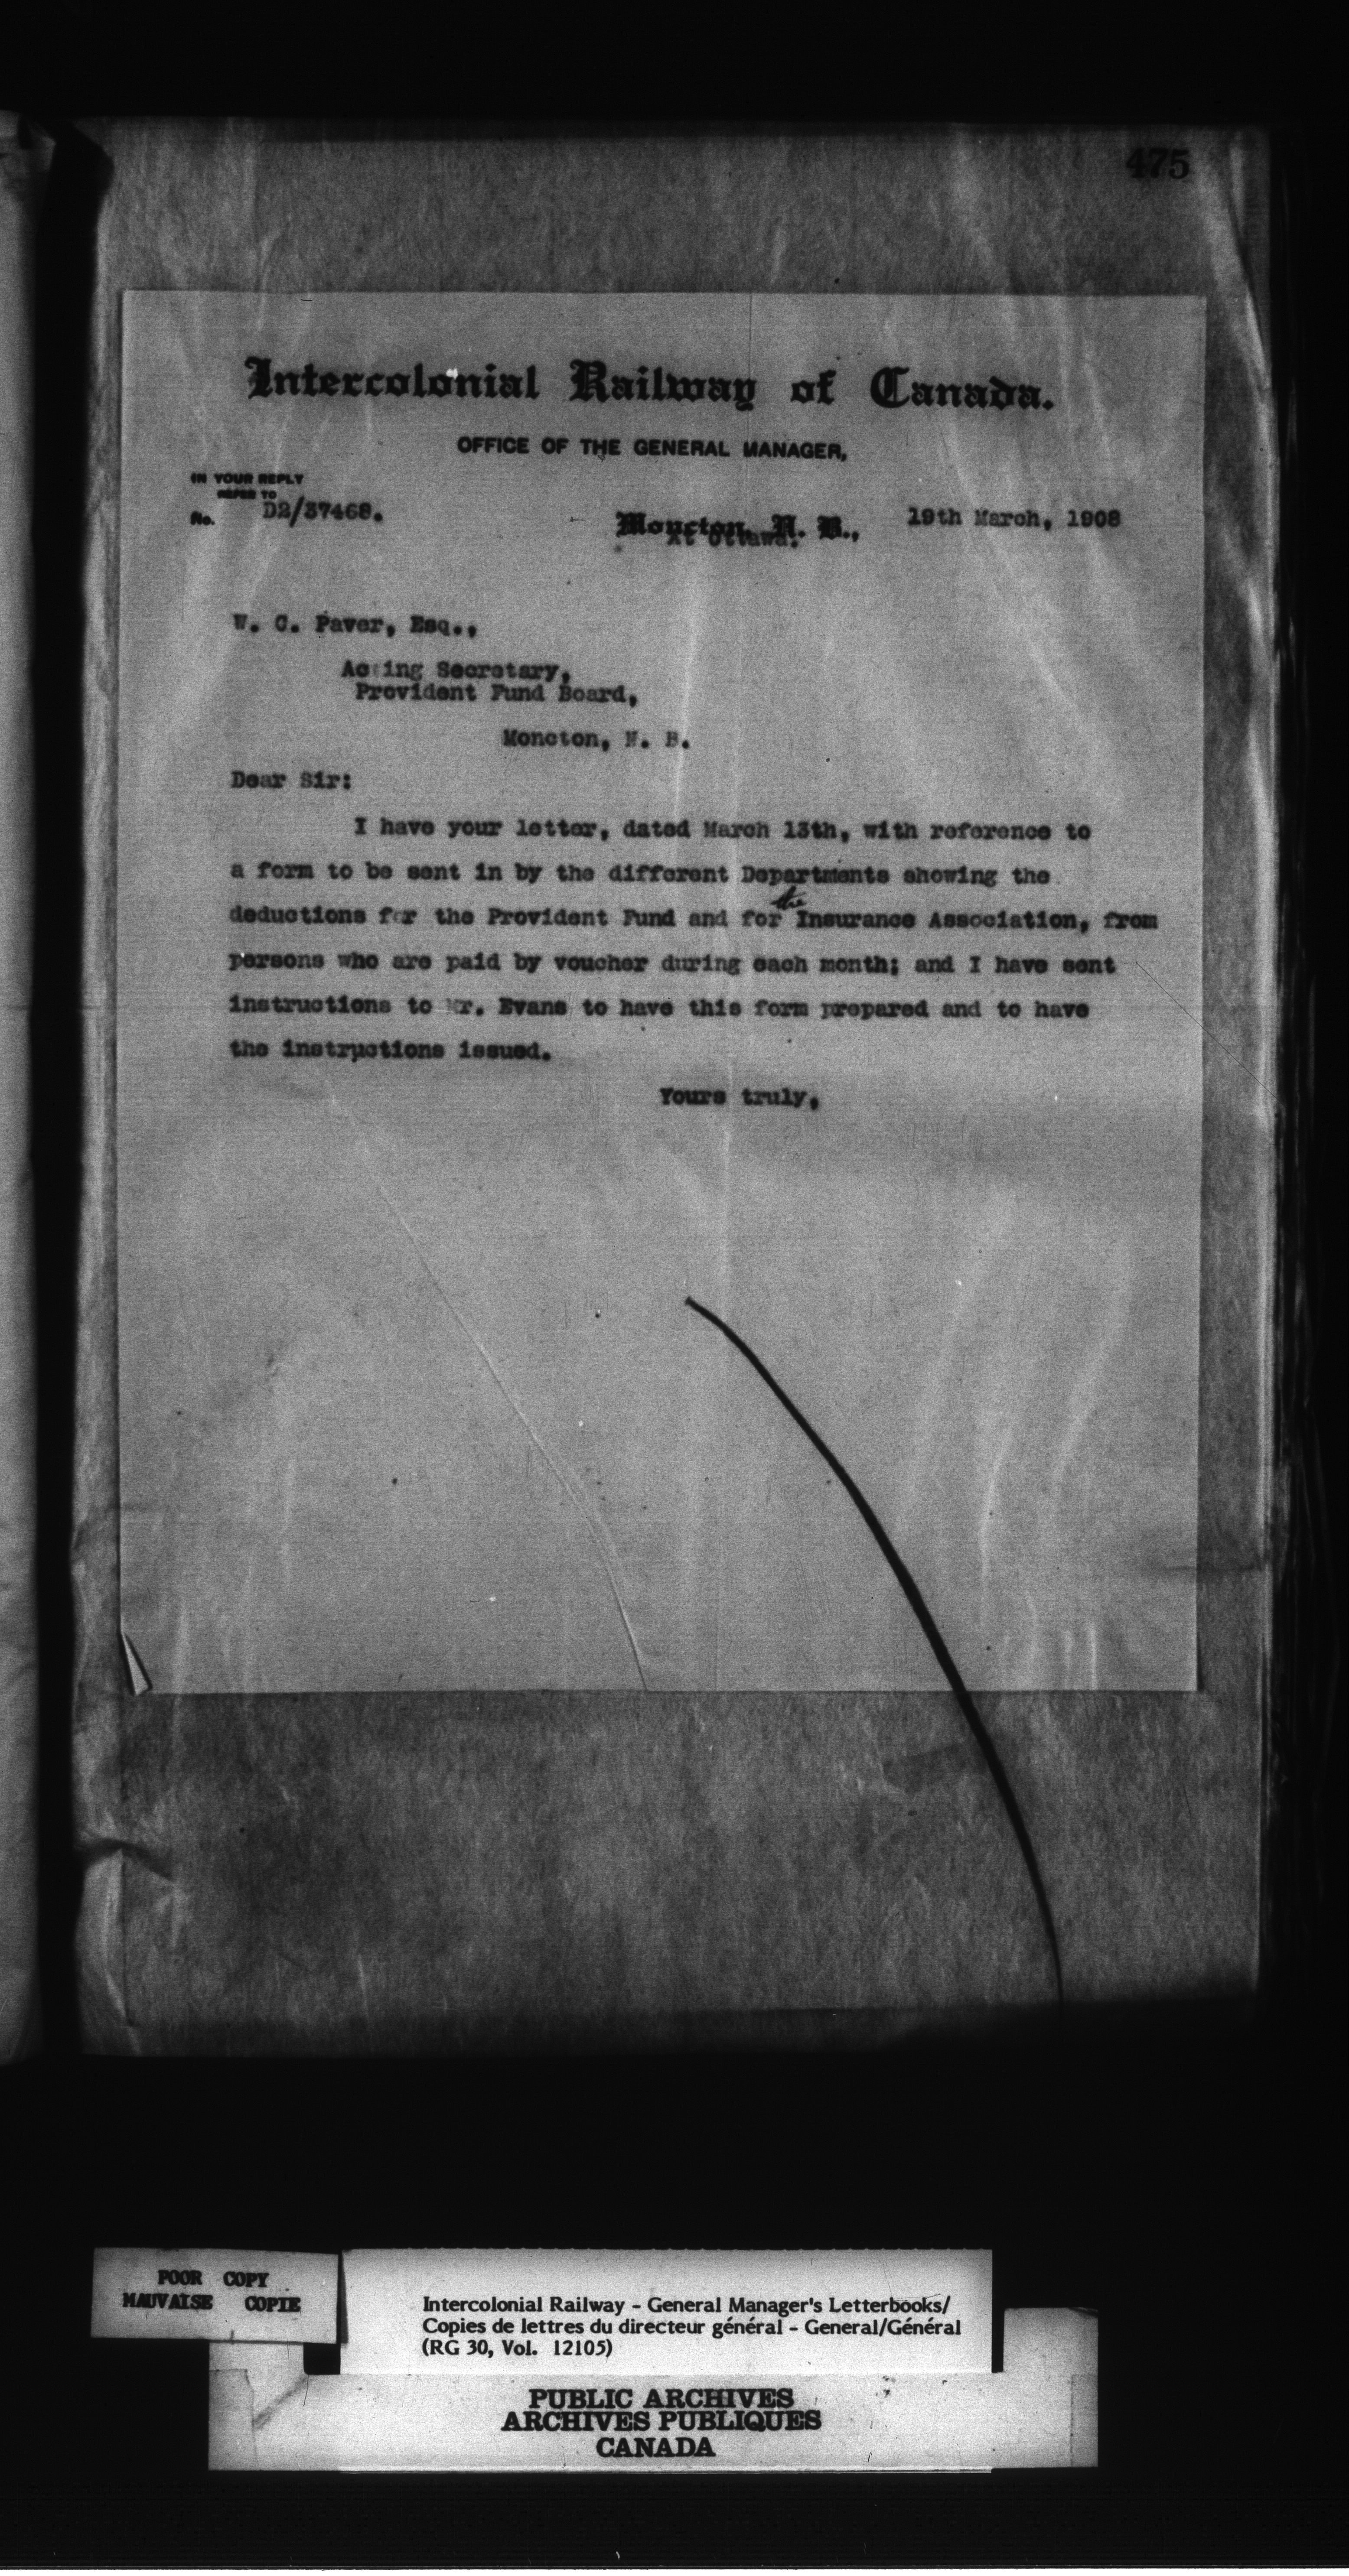 475
Intercolonial Railway of Canada.
OFFICE OF THE GENERAL MANAGER,
IN YOUR REPLY
REFER TO
No. D2/37468.
Moncton, N. B., 19th March, 1908
At Ottawa.
W. C. Paver, Esq.,
Acting Secretary,
Provident Fund Board,
Moncton, N. B.
Dear Sir:
I have your letter, dated March 13th, with reference to
a form to be sent in by the different Departments showing the
deductions for the Provident Fund and for the Insurance Association, from
persons who are paid by voucher during each month; and I have sent
instructions to Mr. Evans to have this form prepared and to have
the instructions issued.
Yours truly,
POOR COPY
MAUVAISE COPIE
Intercolonial Railway - General Manager's Letterbooks/
Copies de lettres du directeur général - General/Général
(RG 30, Vol. 12105)
PUBLIC ARCHIVES
ARCHIVES PUBLIQUES
CANADA